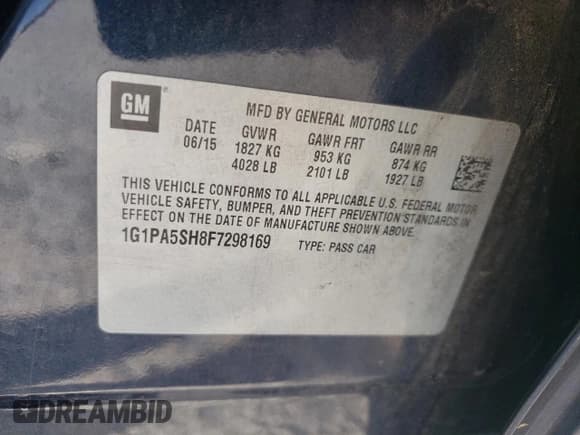 GM
MFD BY GENERAL MOTORS LLC
DATE GVWR GAWR FRT GAWR RR
06/15 1827 KG 953 KG 874 KG
4028 LB 2101 LB 1927 LB
THIS VEHICLE CONFORMS TO ALL APPLICABLE U.S. FEDERAL MOTOR
VEHICLE SAFETY, BUMPER, AND THEFT PREVENTION STANDARDS IN
EFFECT ON THE DATE OF MANUFACTURE SHOWN ABOVE.
1G1PA5SH8F7298169 TYPE: PASS CAR
DREAMBID